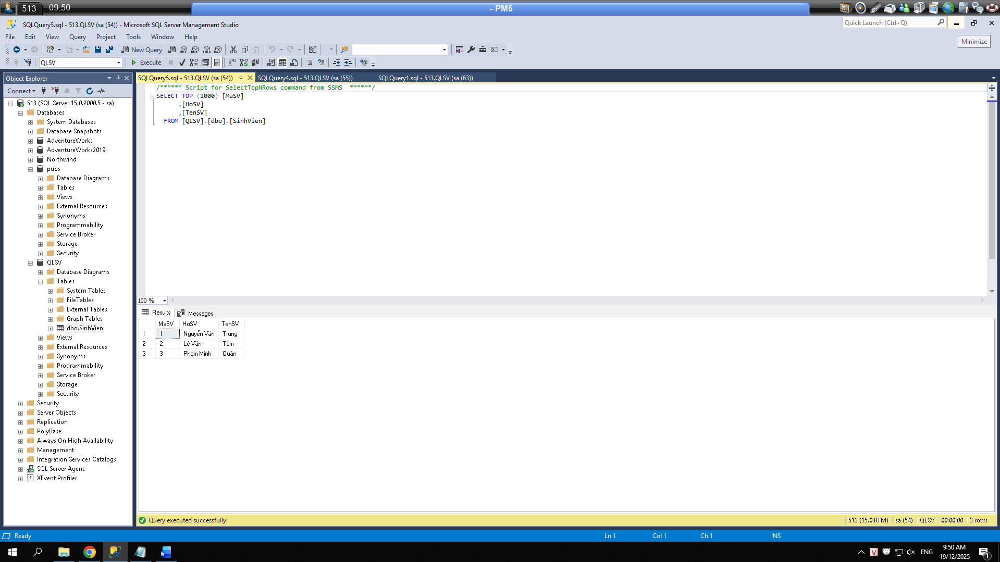 513
09:50
- PM5
SQLQuery5.sql - 513.QLSV (sa (54)) - Microsoft SQL Server Management Studio
Quick Launch (Ctrl+Q)
File Edit View Query Project Tools Window Help
Minimize
New Query
MDX DMX XMLA DAX
QLSV
Execute
Object Explorer
Connect
513 (SQL Server 15.0.2000.5 - sa)
Databases
System Databases
Database Snapshots
AdventureWorks
AdventureWorks2019
Northwind
pubs
Database Diagrams
Tables
Views
External Resources
Synonyms
Programmability
Service Broker
Storage
Security
QLSV
Database Diagrams
Tables
System Tables
FileTables
External Tables
Graph Tables
dbo.SinhVien
Views
External Resources
Synonyms
Programmability
Service Broker
Storage
Security
Security
Server Objects
Replication
PolyBase
Always On High Availability
Management
Integration Services Catalogs
SQL Server Agent
XEvent Profiler
SQLQuery5.sql - 513.QLSV (sa (54)) SQLQuery4.sql - 513.QLSV (sa (55)) SQLQuery1.sql - 513.QLSV (sa (63))
/****** Script for SelectTopNRows command from SSMS ******/
SELECT TOP (1000) [MaSV]
,[HoSV]
,[TenSV]
FROM [QLSV].[dbo].[SinhVien]
100 %
Results Messages
MaSV HoSV TenSV
1 1 Nguyễn Văn Trung
2 2 Lê Văn Tâm
3 3 Phạm Minh Quân
Query executed successfully.
513 (15.0 RTM) sa (54) QLSV 00:00:00 3 rows
Ready
Ln 1 Col 1 Ch 1 INS
ENG
9:50 AM
19/12/2025
1